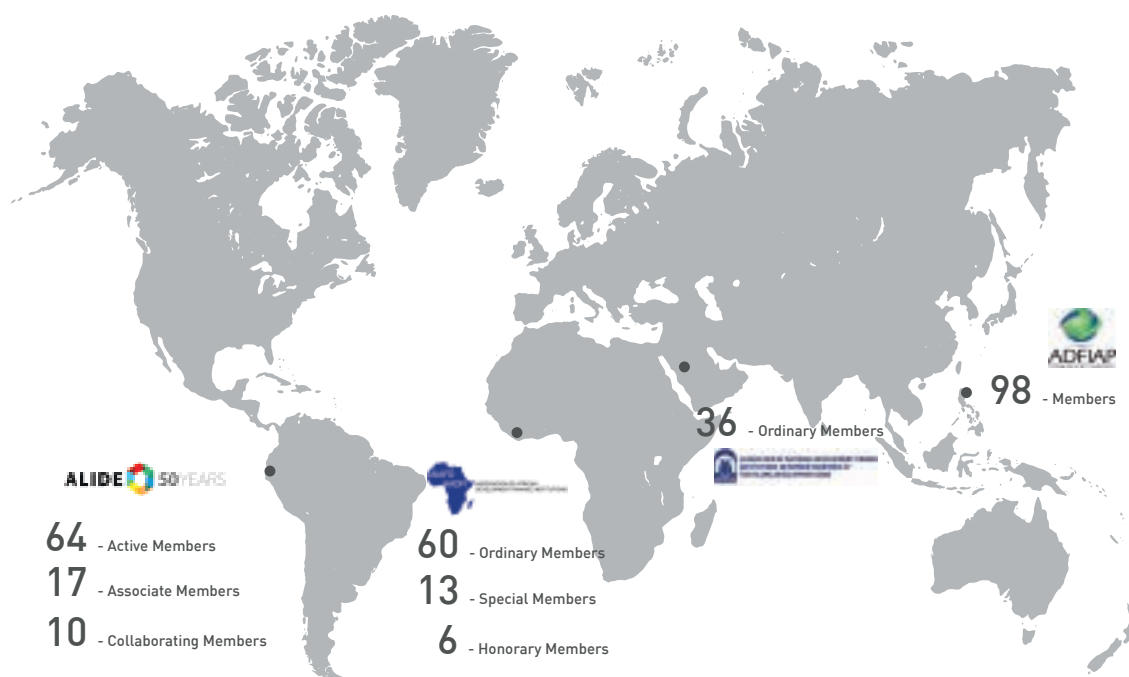 ADFIAP
98 - Members
36 - Ordinary Members
ALIDE 50 YEARS
64 - Active Members
17 - Associate Members
10 - Collaborating Members
60 - Ordinary Members
13 - Special Members
6 - Honorary Members